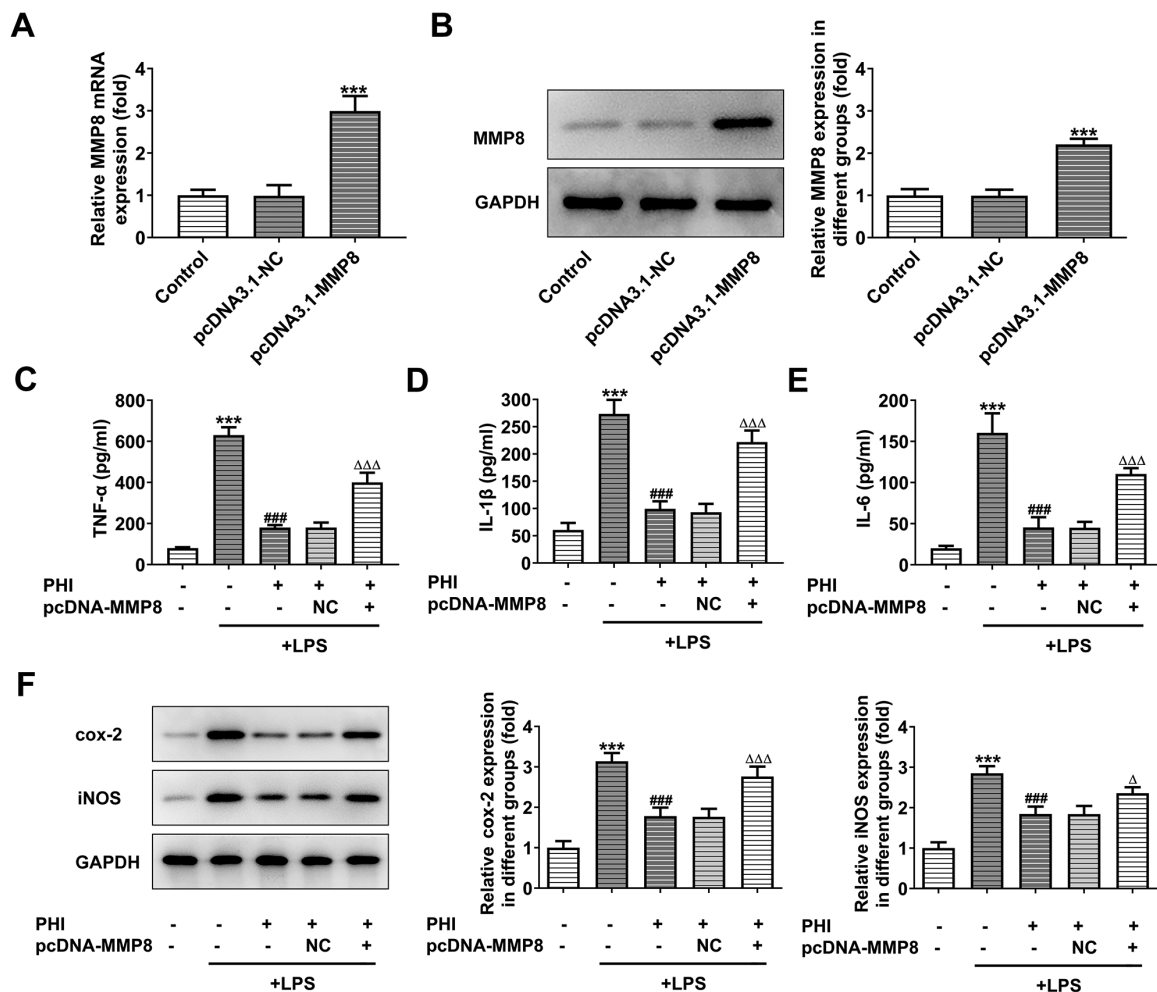 A
Relative MMP8 mRNA
expression (fold)
4
3
2
1
0
***
Control
pcDNA3.1-NC
pcDNA3.1-MMP8
B
MMP8
GAPDH
Control
pcDNA3.1-NC
pcDNA3.1-MMP8
Relative MMP8 expression in
different groups (fold)
4
3
2
1
0
***
Control
pcDNA3.1-NC
pcDNA3.1-MMP8
C
TNF-α (pg/ml)
800
600
400
200
0
***
###
ΔΔΔ
PHI - - + + +
pcDNA-MMP8 - - - NC +
+LPS
D
IL-1β (pg/ml)
300
250
200
150
100
50
0
***
###
ΔΔΔ
- - + + +
- - - NC +
+LPS
E
IL-6 (pg/ml)
200
150
100
50
0
***
###
ΔΔΔ
PHI - - + + +
pcDNA-MMP8 - - - NC +
+LPS
F
cox-2
iNOS
GAPDH
PHI - - + + +
pcDNA-MMP8 - - - NC +
+LPS
Relative cox-2 expression
in different groups (fold)
4
3
2
1
0
***
###
ΔΔΔ
PHI - - + + +
pcDNA-MMP8 - - - NC +
+LPS
Relative iNOS expression
in different groups (fold)
4
3
2
1
0
***
###
Δ
PHI - - + + +
pcDNA-MMP8 - - - NC +
+LPS